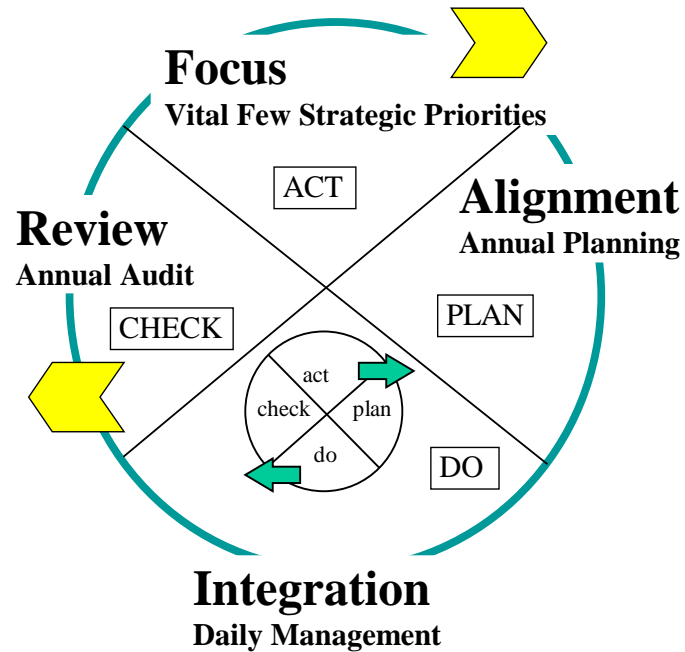 Focus
Vital Few Strategic Priorities
ACT
Alignment
Annual Planning
Review
Annual Audit
CHECK
PLAN
act
check
plan
do
DO
Integration
Daily Management